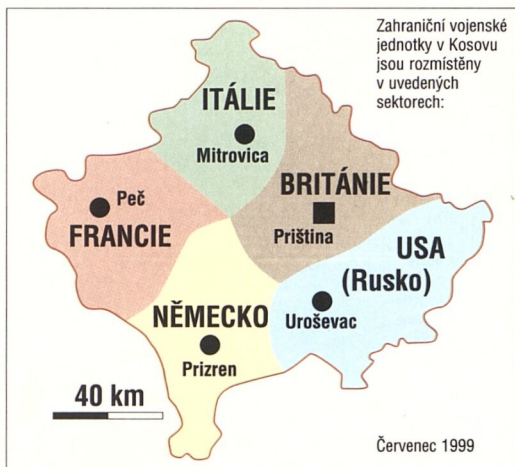 Zahraniční vojenské
jednotky v Kosovu
jsou rozmístěny
v uvedených
sektorech:
ITÁLIE
Mitrovica
BRITÁNIE
Priština
Peč
FRANCIE
USA
(Rusko)
Uroševac
NĚMECKO
Prizren
40 km
Červenec 1999